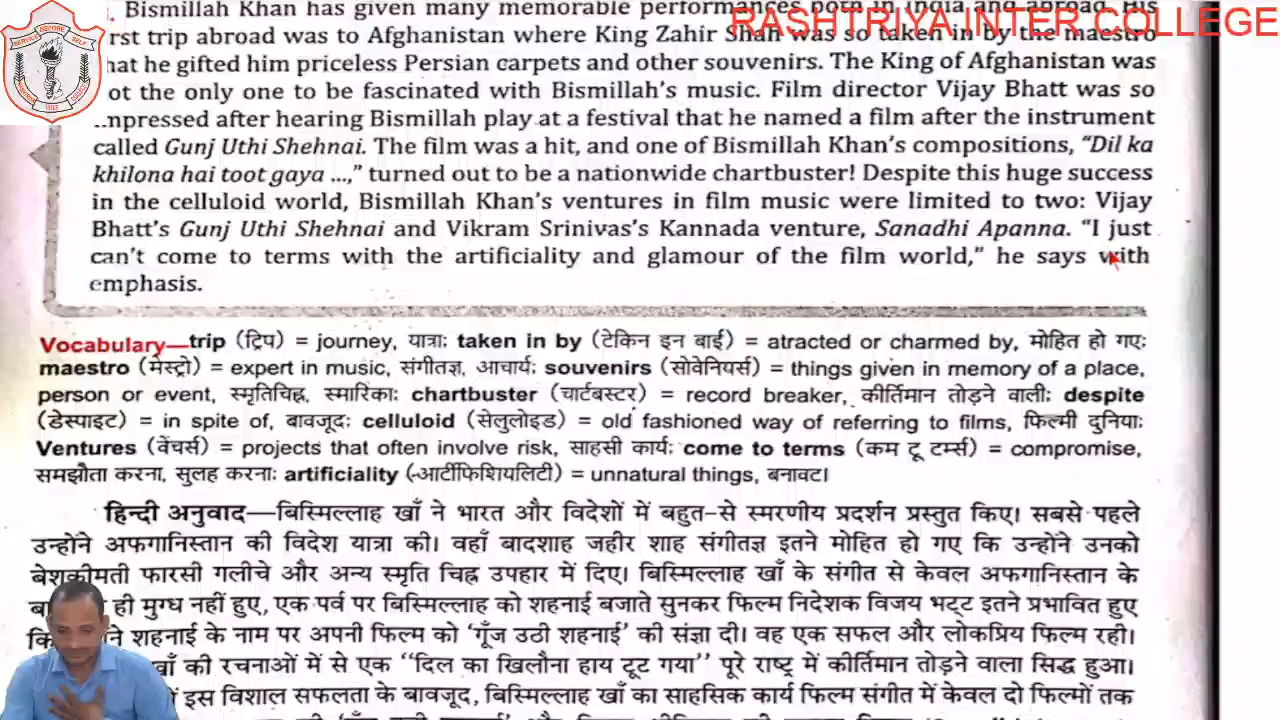 RASHTRIYA INTER COLLEGE
Bismillah Khan has given many memorable performances both in India and abroad. His
first trip abroad was to Afghanistan where King Zahir Shah was so taken in by the maestro
that he gifted him priceless Persian carpets and other souvenirs. The King of Afghanistan was
not the only one to be fascinated with Bismillah's music. Film director Vijay Bhatt was so
impressed after hearing Bismillah play at a festival that he named a film after the instrument
called Gunj Uthi Shehnai. The film was a hit, and one of Bismillah Khan's compositions, “Dil ka
khilona hai toot gaya ...,” turned out to be a nationwide chartbuster! Despite this huge success
in the celluloid world, Bismillah Khan's ventures in film music were limited to two: Vijay
Bhatt's Gunj Uthi Shehnai and Vikram Srinivas's Kannada venture, Sanadhi Apanna. “I just
can't come to terms with the artificiality and glamour of the film world,” he says with
emphasis.
Vocabulary—trip (ट्रिप) = journey, यात्राः taken in by (टेकिन इन बाई) = atracted or charmed by, मोहित हो गएः
maestro (मेस्ट्रो) = expert in music, संगीतज्ञ, आचार्यः souvenirs (सोवेनियर्स) = things given in memory of a place,
person or event, स्मृतिचिह्न, स्मारिकाः chartbuster (चार्टबस्टर) = record breaker, कीर्तिमान तोड़ने वालीः despite
(डेस्पाइट) = in spite of, बावजूदः celluloid (सेलुलोइड) = old fashioned way of referring to films, फिल्मी दुनियाः
Ventures (वेंचर्स) = projects that often involve risk, साहसी कार्यः come to terms (कम टू टर्म्स) = compromise,
समझौता करना, सुलह करनाः artificiality (आर्टीफिशियलिटी) = unnatural things, बनावट।
हिन्दी अनुवाद—बिस्मिल्लाह खाँ ने भारत और विदेशों में बहुत-से स्मरणीय प्रदर्शन प्रस्तुत किए। सबसे पहले
उन्होंने अफगानिस्तान की विदेश यात्रा की। वहाँ बादशाह जहीर शाह संगीतज्ञ इतने मोहित हो गए कि उन्होंने उनको
बेशकीमती फारसी गलीचे और अन्य स्मृति चिह्न उपहार में दिए। बिस्मिल्लाह खाँ के संगीत से केवल अफगानिस्तान के
ही मुग्ध नहीं हुए, एक पर्व पर बिस्मिल्लाह को शहनाई बजाते सुनकर फिल्म निदेशक विजय भट्ट इतने प्रभावित हुए
शहनाई के नाम पर अपनी फिल्म को ‘गूँज उठी शहनाई’ की संज्ञा दी। वह एक सफल और लोकप्रिय फिल्म रही।
खाँ की रचनाओं में से एक “दिल का खिलौना हाय टूट गया” पूरे राष्ट्र में कीर्तिमान तोड़ने वाला सिद्ध हुआ।
इस विशाल सफलता के बावजूद, बिस्मिल्लाह खाँ का साहसिक कार्य फिल्म संगीत में केवल दो फिल्मों तक